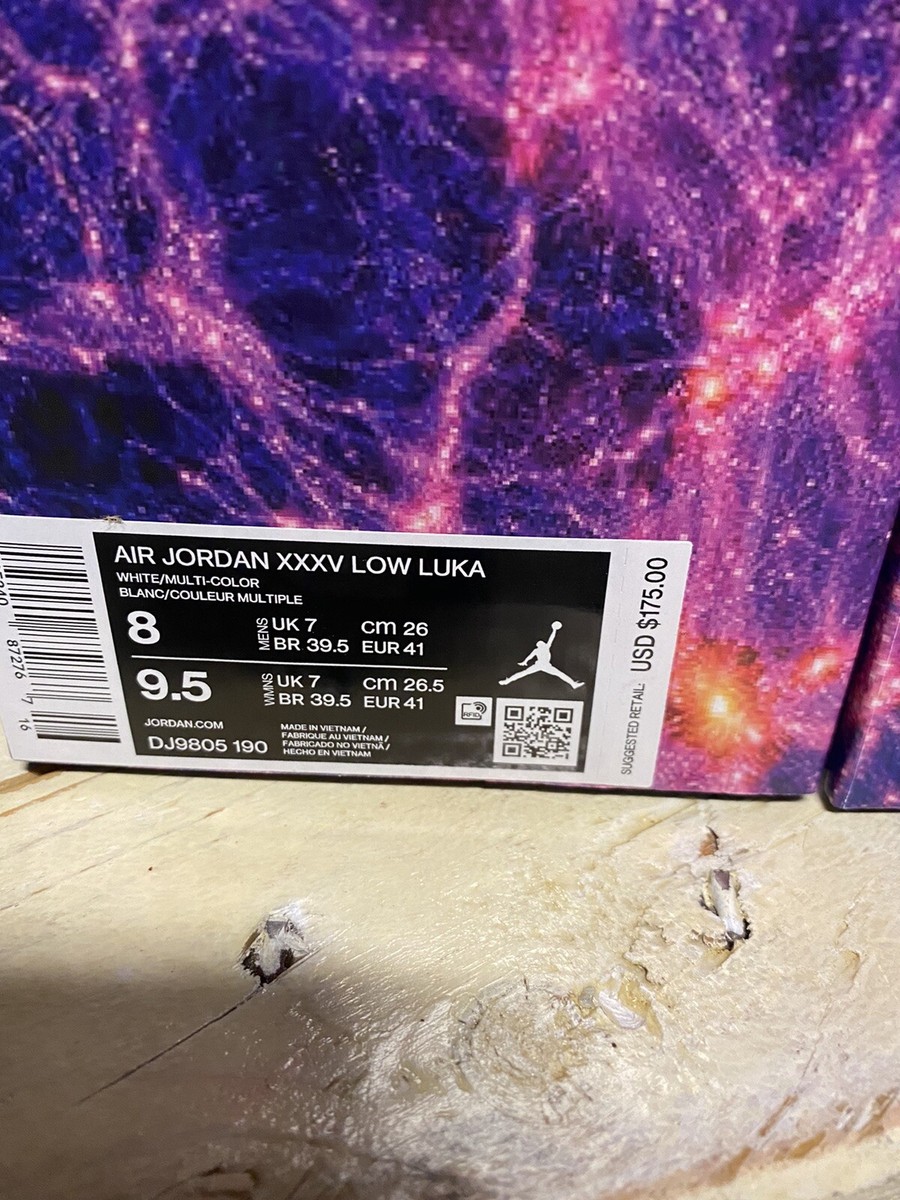 AIR JORDAN XXXV LOW LUKA
WHITE/MULTI-COLOR
BLANC/COULEUR MULTIPLE
8
MENS
UK 7 CM 26
BR 39.5 EUR 41
9.5
WMNS
UK 7 CM 26.5
BR 39.5 EUR 41
JORDAN.COM
DJ9805 190
MADE IN VIETNAM /
FABRIQUE AU VIETNAM /
FABRICADO NO VIETNÃ /
HECHO EN VIETNAM
RFID
SUGGESTED RETAIL: USD $175.00
87276 7 16